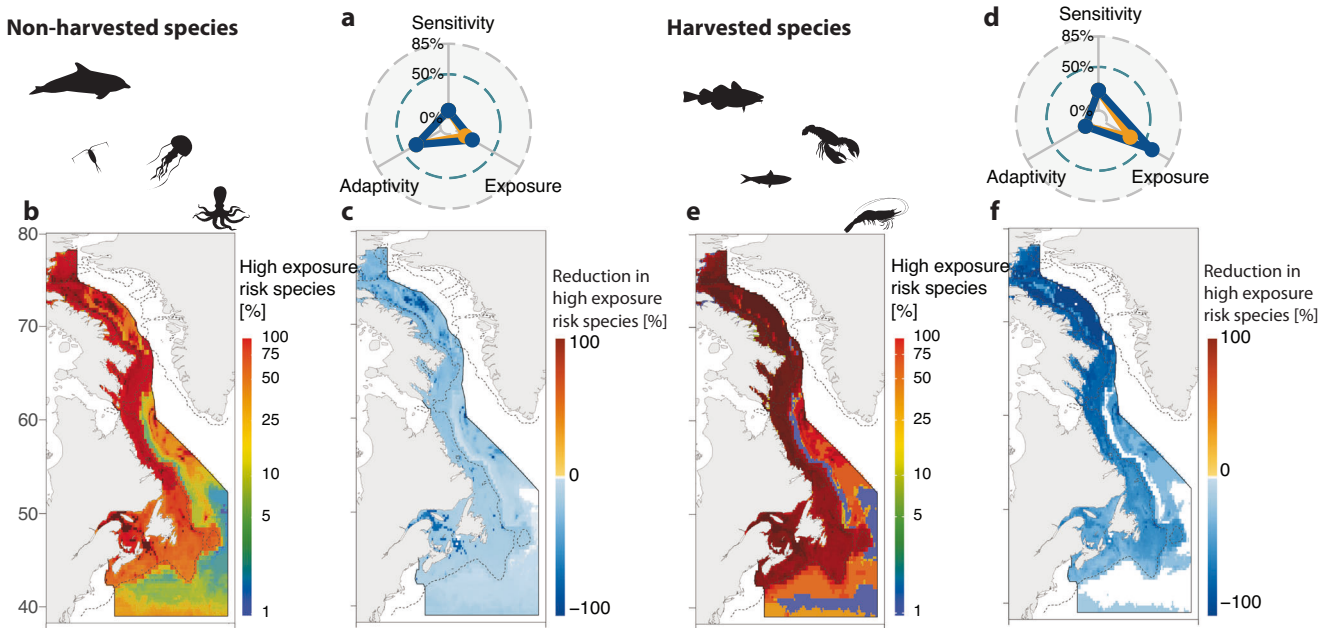 Non-harvested species
a
Sensitivity
85%
50%
0%
Adaptivity
Exposure
Harvested species
d
Sensitivity
85%
50%
0%
Adaptivity
Exposure
b
80
70
60
50
40
High exposure
risk species
[%]
100
75
50
25
10
5
1
c
Reduction in
high exposure
risk species [%]
100
0
−100
e
High exposure
risk species
[%]
100
75
50
25
10
5
1
f
Reduction in
high exposure
risk species [%]
100
0
−100